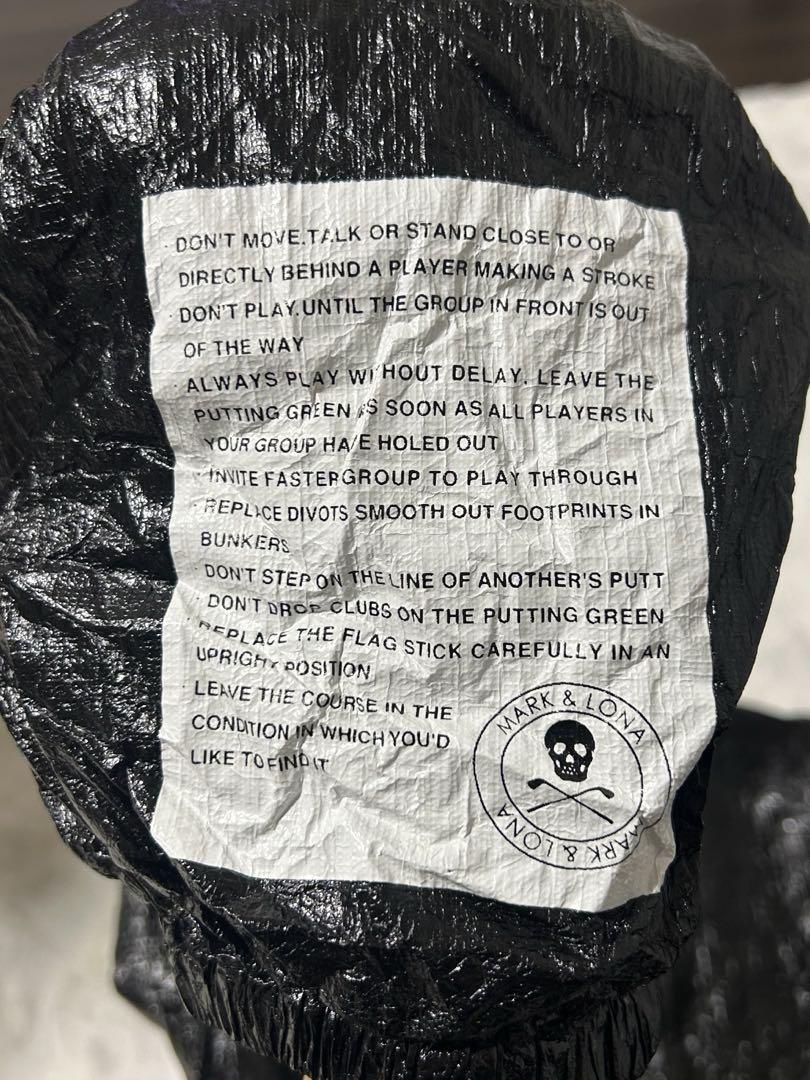 · DON'T MOVE.TALK OR STAND CLOSE TO OR
DIRECTLY BEHIND A PLAYER MAKING A STROKE
· DON'T PLAY.UNTIL THE GROUP IN FRONT IS OUT
OF THE WAY
· ALWAYS PLAY WITHOUT DELAY. LEAVE THE
PUTTING GREEN AS SOON AS ALL PLAYERS IN
YOUR GROUP HAVE HOLED OUT
· INVITE FASTER GROUP TO PLAY THROUGH
· REPLACE DIVOTS SMOOTH OUT FOOTPRINTS IN
BUNKERS
· DON'T STEP ON THE LINE OF ANOTHER'S PUTT
· DON'T DROP CLUBS ON THE PUTTING GREEN
· REPLACE THE FLAG STICK CAREFULLY IN AN
UPRIGHT POSITION
· LEAVE THE COURSE IN THE
CONDITION IN WHICH YOU'D
LIKE TO FIND IT
MARK & LONA
MARK & LONA